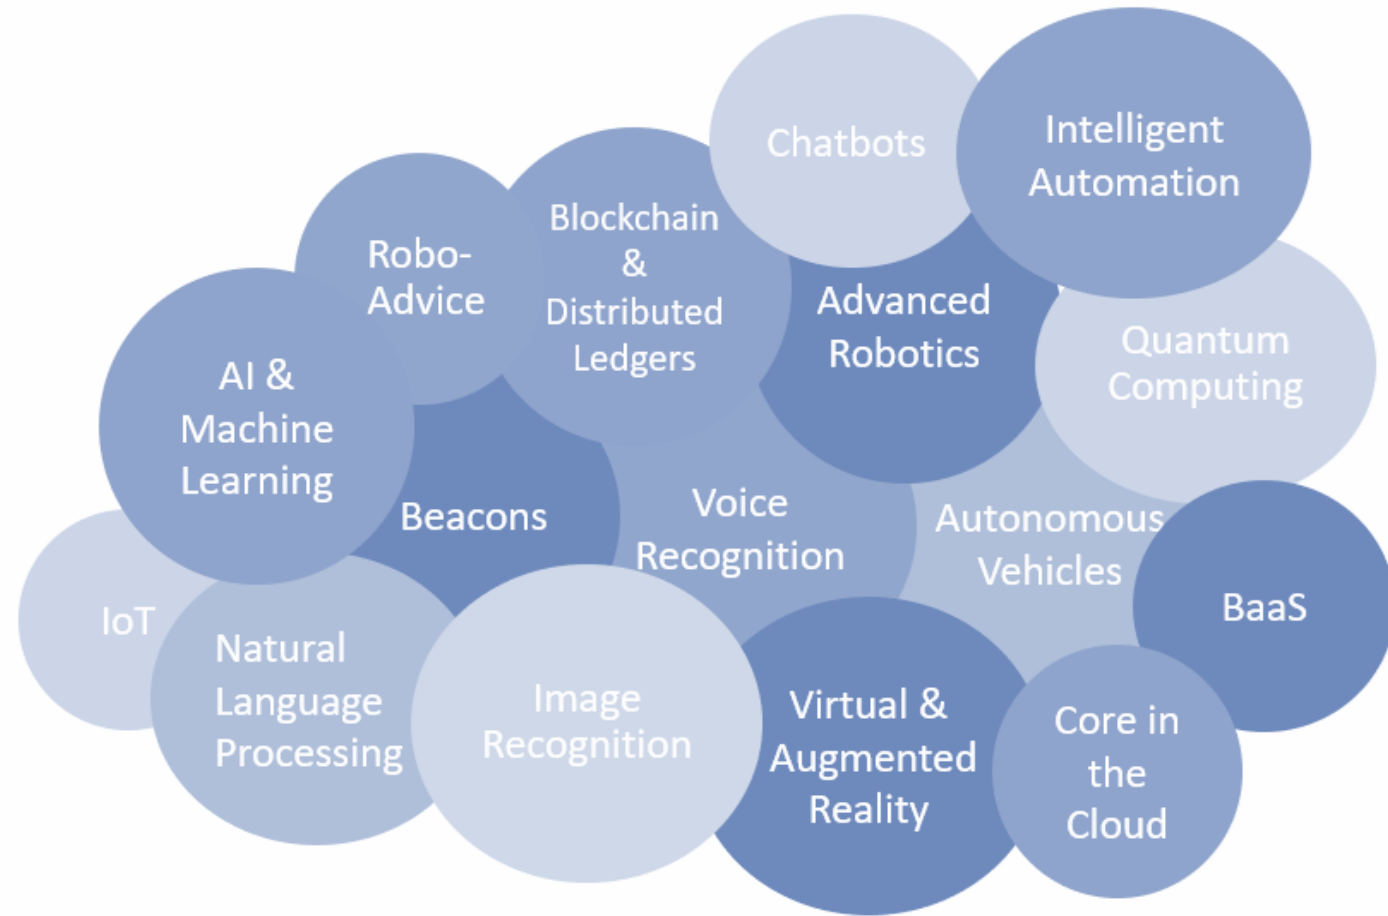 Chatbots
Intelligent
Automation
Blockchain
&
Distributed
Ledgers
Robo-
Advice
Advanced
Robotics
Quantum
Computing
AI &
Machine
Learning
Beacons
Voice
Recognition
Autonomous
Vehicles
BaaS
IoT
Natural
Language
Processing
Image
Recognition
Virtual &
Augmented
Reality
Core in
the
Cloud